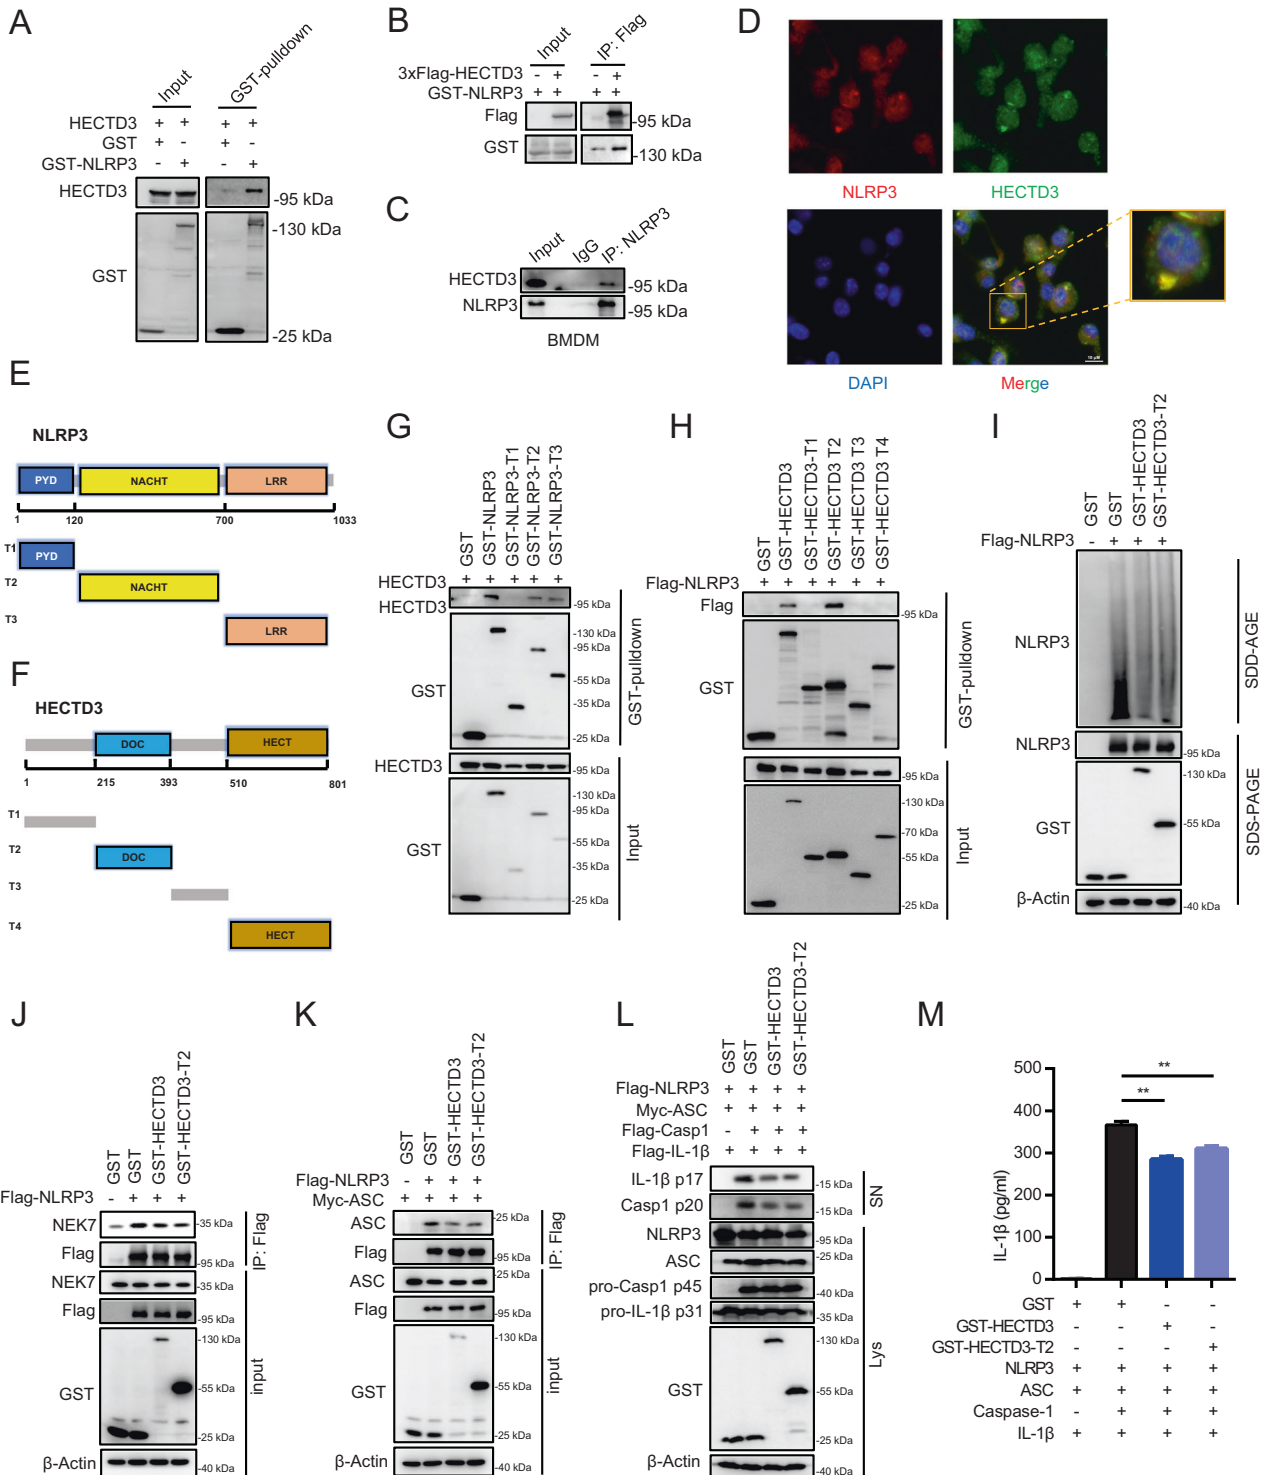 A
Input
GST-pulldown
HECTD3 + + + +
GST + - + -
GST-NLRP3 - + - +
HECTD3
-95 kDa
-130 kDa
GST
-25 kDa
B
Input
IP: Flag
3xFlag-HECTD3 - + - +
GST-NLRP3 + + + +
Flag
-95 kDa
GST
-130 kDa
C
Input
IgG
IP: NLRP3
HECTD3
-95 kDa
NLRP3
-95 kDa
BMDM
D
NLRP3
HECTD3
DAPI
Merge
10 μM
E
NLRP3
PYD
NACHT
LRR
1 120 700 1033
T1
PYD
T2
NACHT
T3
LRR
F
HECTD3
DOC
HECT
1 215 393 510 801
T1
T2
DOC
T3
T4
HECT
G
GST
GST-NLRP3
GST-NLRP3-T1
GST-NLRP3-T2
GST-NLRP3-T3
HECTD3 + + + + +
HECTD3
-95 kDa
GST
-130 kDa
-95 kDa
-55 kDa
-35 kDa
-25 kDa
GST-pulldown
HECTD3
-95 kDa
GST
-130 kDa
-95 kDa
-55 kDa
-35 kDa
-25 kDa
Input
H
GST
GST-HECTD3
GST-HECTD3-T1
GST-HECTD3 T2
GST-HECTD3 T3
GST-HECTD3 T4
Flag-NLRP3 + + + + + +
Flag
-95 kDa
GST
GST-pulldown
-95 kDa
-130 kDa
-70 kDa
-55 kDa
-35 kDa
-25 kDa
Input
I
GST
GST
GST-HECTD3
GST-HECTD3-T2
Flag-NLRP3 - + + +
NLRP3
SDD-AGE
NLRP3
-95 kDa
-130 kDa
GST
-55 kDa
β-Actin
-40 kDa
SDS-PAGE
J
GST
GST
GST-HECTD3
GST-HECTD3-T2
Flag-NLRP3 - + + +
NEK7
-35 kDa
Flag
-95 kDa
IP: Flag
NEK7
-35 kDa
Flag
-95 kDa
-130 kDa
GST
-55 kDa
-25 kDa
β-Actin
-40 kDa
input
K
GST
GST
GST-HECTD3
GST-HECTD3-T2
Flag-NLRP3 - + + +
Myc-ASC + + + +
ASC
-25 kDa
Flag
-95 kDa
IP: Flag
ASC
-25 kDa
Flag
-95 kDa
-130 kDa
GST
-55 kDa
-25 kDa
β-Actin
-40 kDa
input
L
GST
GST
GST-HECTD3
GST-HECTD3-T2
Flag-NLRP3 + + + +
Myc-ASC + + + +
Flag-Casp1 - + + +
Flag-IL-1β + + + +
IL-1β p17
-15 kDa
Casp1 p20
-15 kDa
SN
NLRP3
-95 kDa
ASC
-25 kDa
pro-Casp1 p45
-40 kDa
pro-IL-1β p31
-35 kDa
-130 kDa
GST
-55 kDa
-25 kDa
β-Actin
-40 kDa
Lys
M
IL-1β (pg/ml)
500
400
300
200
100
0
**
**
GST + + - -
GST-HECTD3 - - + -
GST-HECTD3-T2 - - - +
NLRP3 + + + +
ASC + + + +
Caspase-1 - + + +
IL-1β + + + +